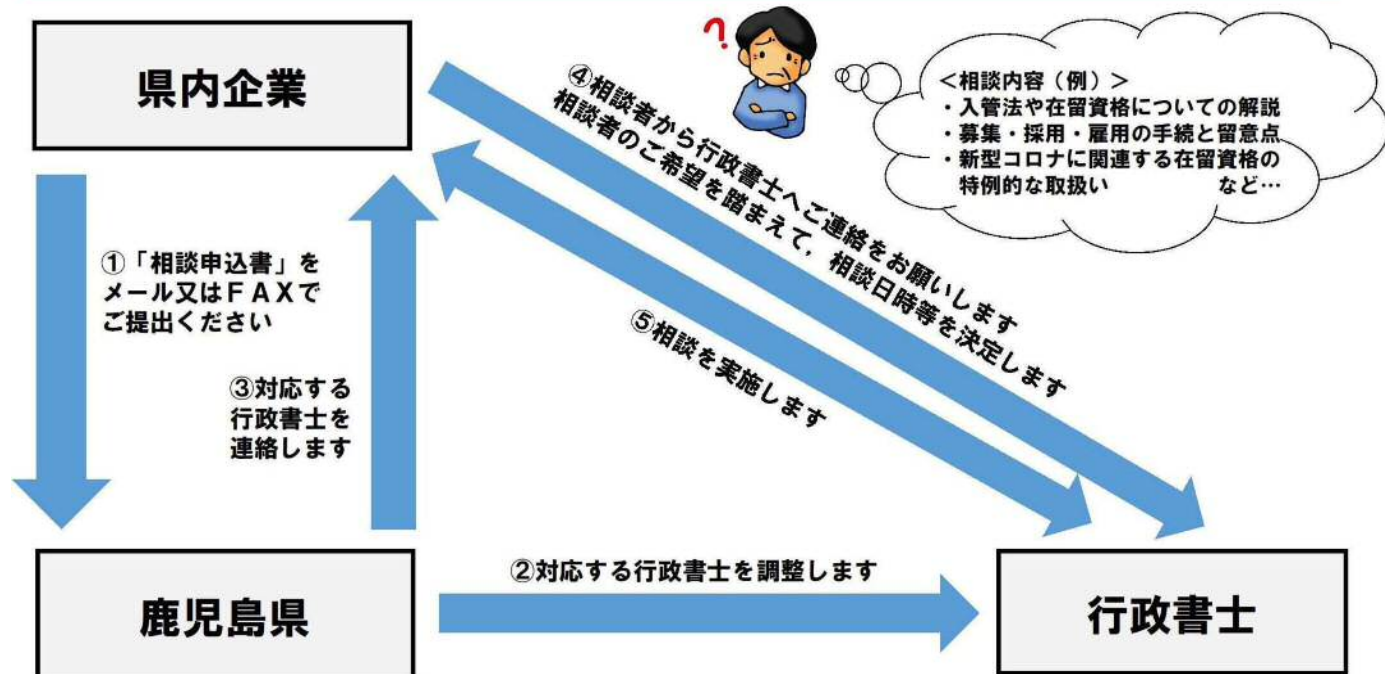 県内企業
?
＜相談内容（例）＞
・入管法や在留資格についての解説
・募集・採用・雇用の手続と留意点
・新型コロナに関連する在留資格の
特例的な取扱い　　　　　など…
①「相談申込書」を
メール又はＦＡＸで
ご提出ください
②対応する行政書士を調整します
③対応する
行政書士を
連絡します
④相談者から行政書士へご連絡をお願いします
相談者のご希望を踏まえて，相談日時等を決定します
⑤相談を実施します
鹿児島県
行政書士